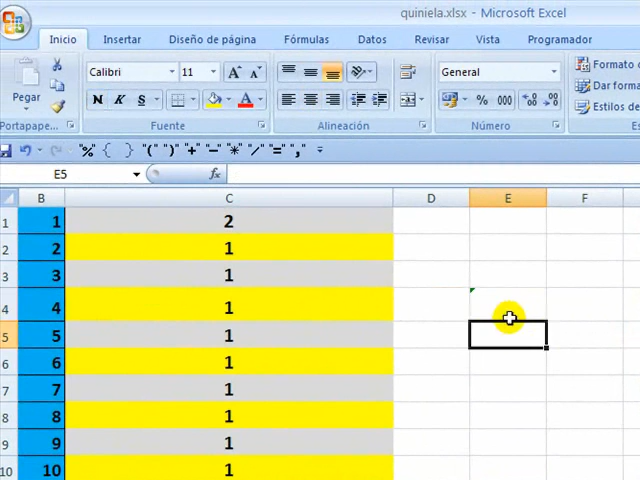 quiniela.xlsx - Microsoft Excel
Inicio Insertar Diseño de página Fórmulas Datos Revisar Vista Programador
Pegar
Calibri 11
General
Formato
Dar forma
Estilos de
N K S
% 000
Portapape... Fuente Alineación Número
"%" { } "(") "+" "-" "*" "/" "=" ","
E5 fx
B C D E F
1 1 2
2 2 1
3 3 1
4 4 1
5 5 1
6 6 1
7 7 1
8 8 1
9 9 1
10 10 1